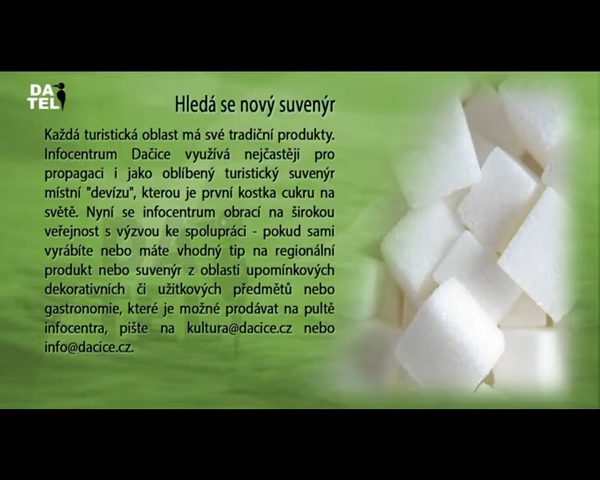 DA
TEL
Hledá se nový suvenýr
Každá turistická oblast má své tradiční produkty.
Infocentrum Dačice využívá nejčastěji pro
propagaci i jako oblíbený turistický suvenýr
místní "devízu", kterou je první kostka cukru na
světě. Nyní se infocentrum obrací na širokou
veřejnost s výzvou ke spolupráci - pokud sami
vyrábíte nebo máte vhodný tip na regionální
produkt nebo suvenýr z oblasti upomínkových
dekorativních či užitkových předmětů nebo
gastronomie, které je možné prodávat na pultě
infocentra, pište na kultura@dacice.cz nebo
info@dacice.cz.